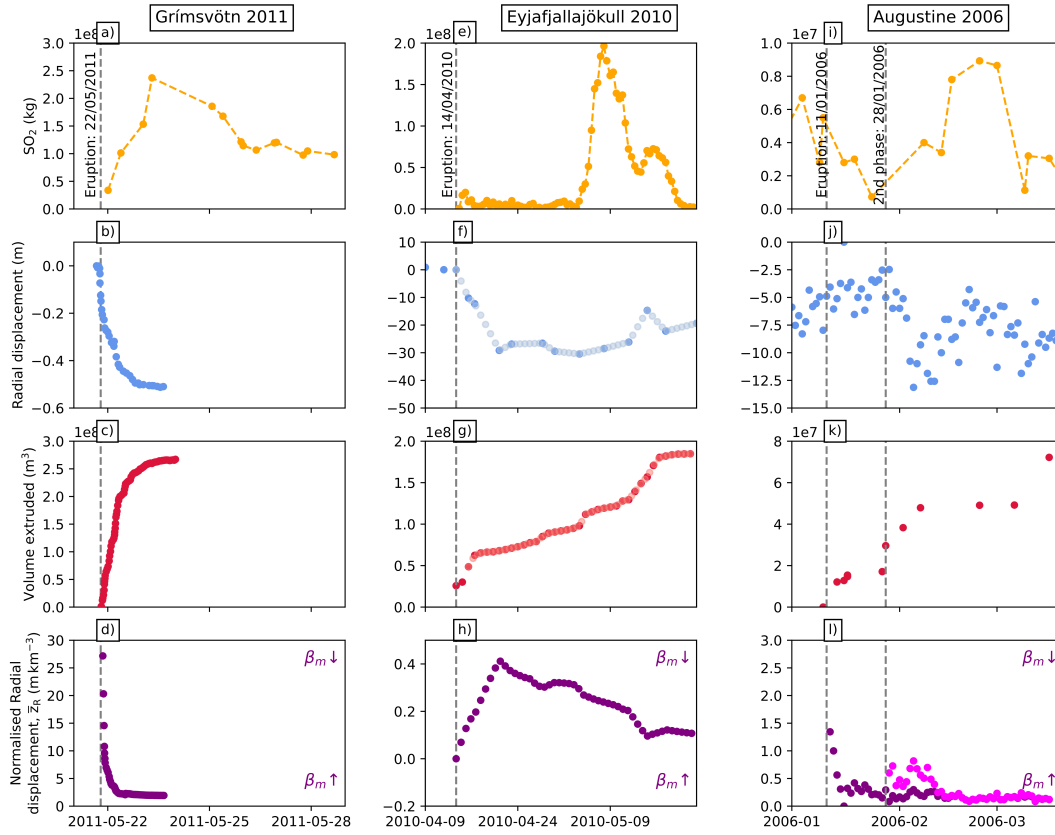 Grímsvötn 2011
Eyjafjallajökull 2010
Augustine 2006
1e8
a)
3.0
2.5
2.0
1.5
1.0
0.5
0.0
SO2 (kg)
Eruption: 22/05/2011
1e8
e)
2.0
1.5
1.0
0.5
0.0
Eruption: 14/04/2010
1e7
i)
1.0
0.8
0.6
0.4
0.2
0.0
Eruption: 11/01/2006
2nd phase: 28/01/2006
b)
0.0
−0.2
−0.4
−0.6
Radial displacement (m)
f)
10
0
−10
−20
−30
−40
−50
j)
0.0
−2.5
−5.0
−7.5
−10.0
−12.5
−15.0
1e8
c)
3.0
2.5
2.0
1.5
1.0
0.5
0.0
Volume extruded (m³)
1e8
g)
2.0
1.5
1.0
0.5
0.0
1e7
k)
8
6
4
2
0
d)
30
25
20
15
10
5
0
Normalised Radial
displacement, z̅R (m km⁻³)
βm↓
βm↑
2011-05-22
2011-05-25
2011-05-28
h)
0.4
0.2
0.0
−0.2
βm↓
βm↑
2010-04-09
2010-04-24
2010-05-09
l)
3.0
2.5
2.0
1.5
1.0
0.5
0.0
βm↓
βm↑
2006-01
2006-02
2006-03